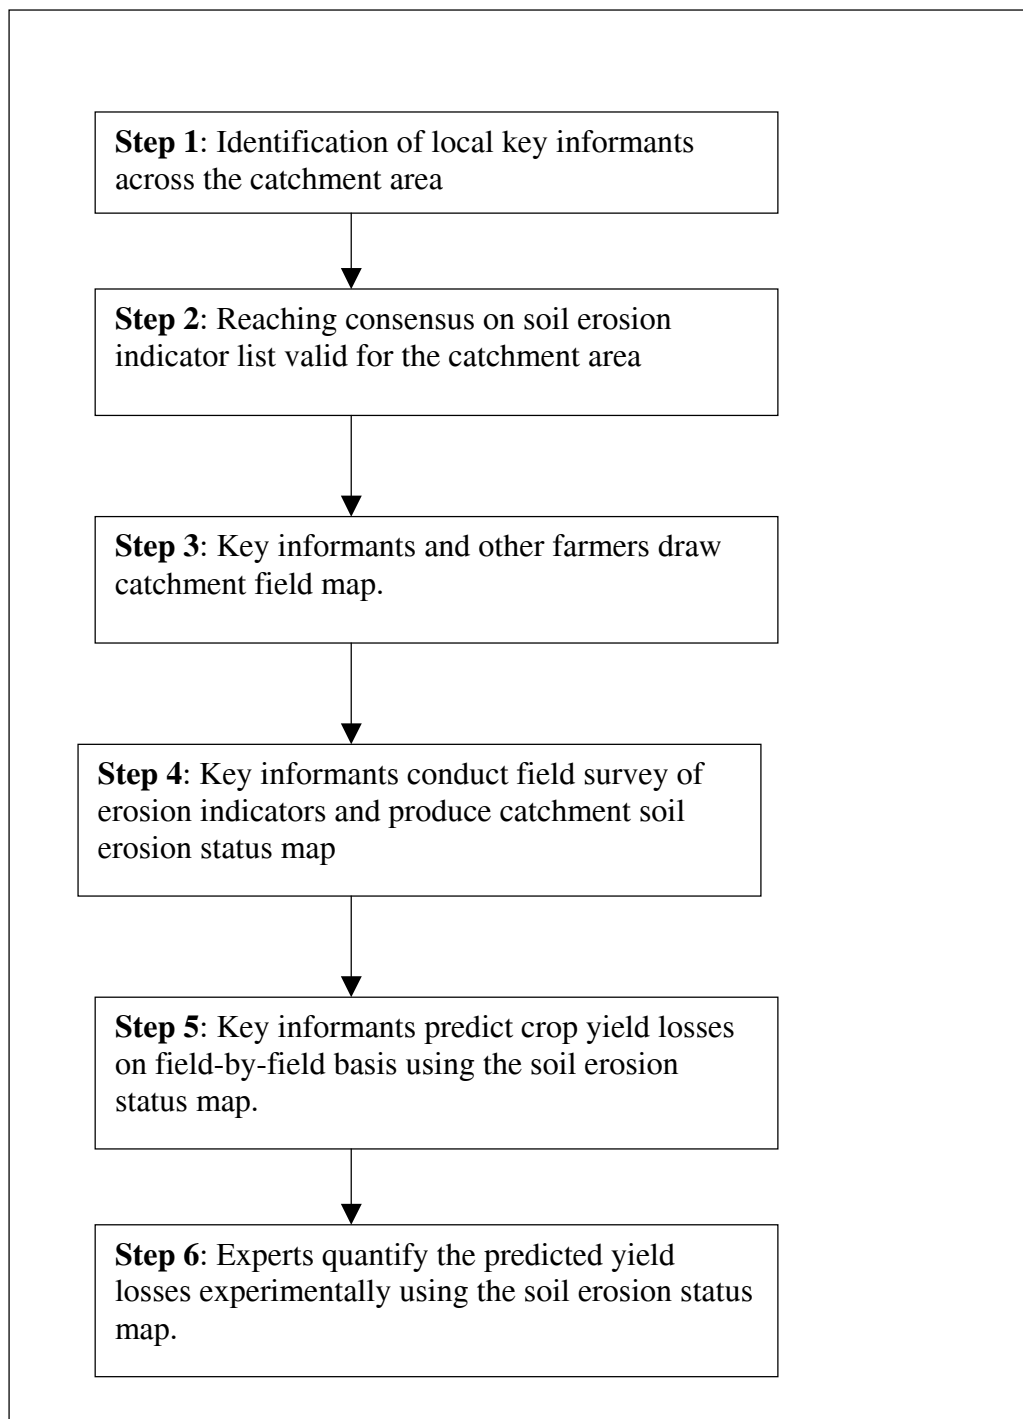 Step 1: Identification of local key informants
across the catchment area
Step 2: Reaching consensus on soil erosion
indicator list valid for the catchment area
Step 3: Key informants and other farmers draw
catchment field map.
Step 4: Key informants conduct field survey of
erosion indicators and produce catchment soil
erosion status map
Step 5: Key informants predict crop yield losses
on field-by-field basis using the soil erosion
status map.
Step 6: Experts quantify the predicted yield
losses experimentally using the soil erosion status
map.